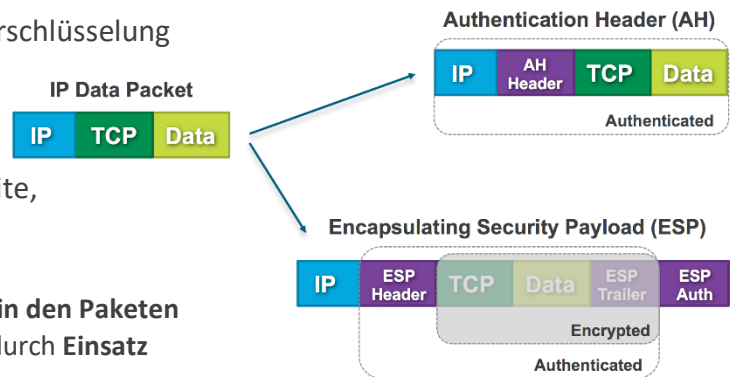 rschlüsselung
IP Data Packet
IP TCP Data
ite,
in den Paketen
durch Einsatz
Authentication Header (AH)
IP AH Header TCP Data
Authenticated
Encapsulating Security Payload (ESP)
IP ESP Header TCP Data ESP Trailer ESP Auth
Encrypted
Authenticated